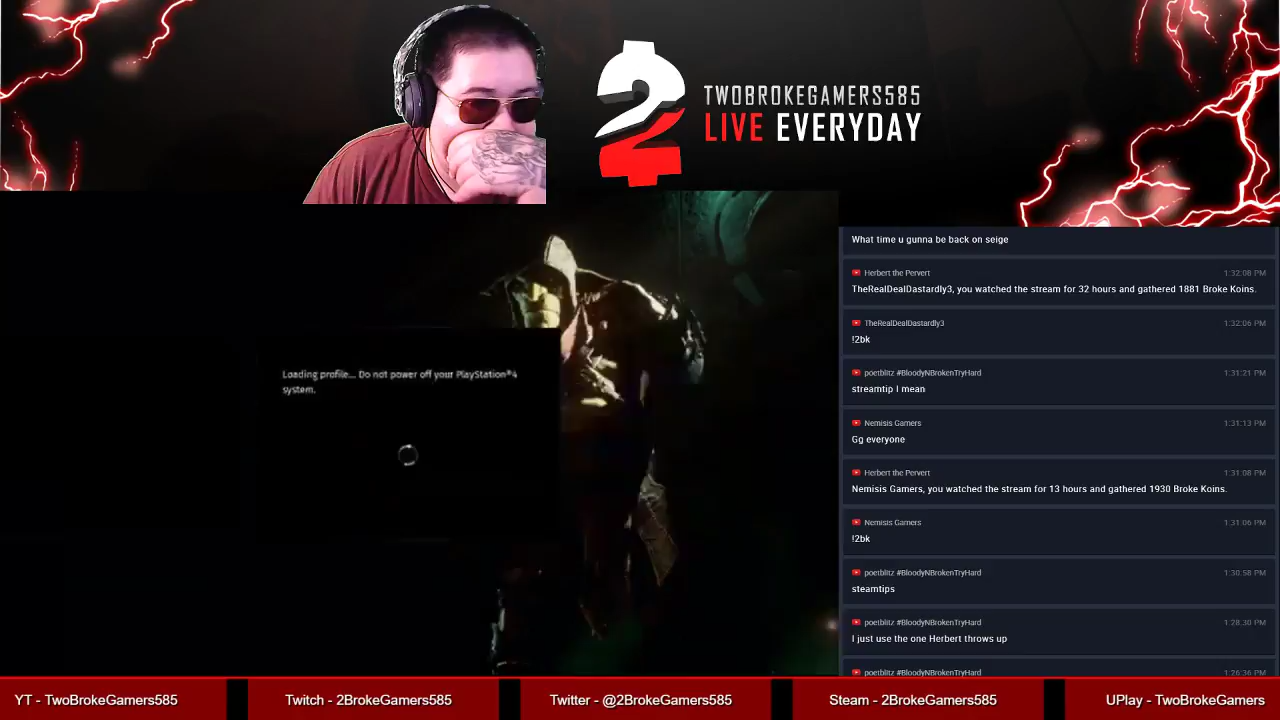 2
TWOBROKEGAMERS585
LIVE EVERYDAY
Loading profile... Do not power off your PlayStation®4
system.
What time u gunna be back on seige
Herbert the Pervert 1:32:08 PM
TheRealDealDastardly3, you watched the stream for 32 hours and gathered 1881 Broke Koins.
TheRealDealDastardly3 1:32:06 PM
!2bk
poetblitz #BloodyNBrokenTryHard 1:31:21 PM
streamtip I mean
Nemisis Gamers 1:31:13 PM
Gg everyone
Herbert the Pervert 1:31:08 PM
Nemisis Gamers, you watched the stream for 13 hours and gathered 1930 Broke Koins.
Nemisis Gamers 1:31:06 PM
!2bk
poetblitz #BloodyNBrokenTryHard 1:30:58 PM
steamtips
poetblitz #BloodyNBrokenTryHard 1:28:30 PM
I just use the one Herbert throws up
poetblitz #BloodyNBrokenTryHard 1:26:36 PM
YT - TwoBrokeGamers585
Twitch - 2BrokeGamers585
Twitter - @2BrokeGamers585
Steam - 2BrokeGamers585
UPlay - TwoBrokeGamers